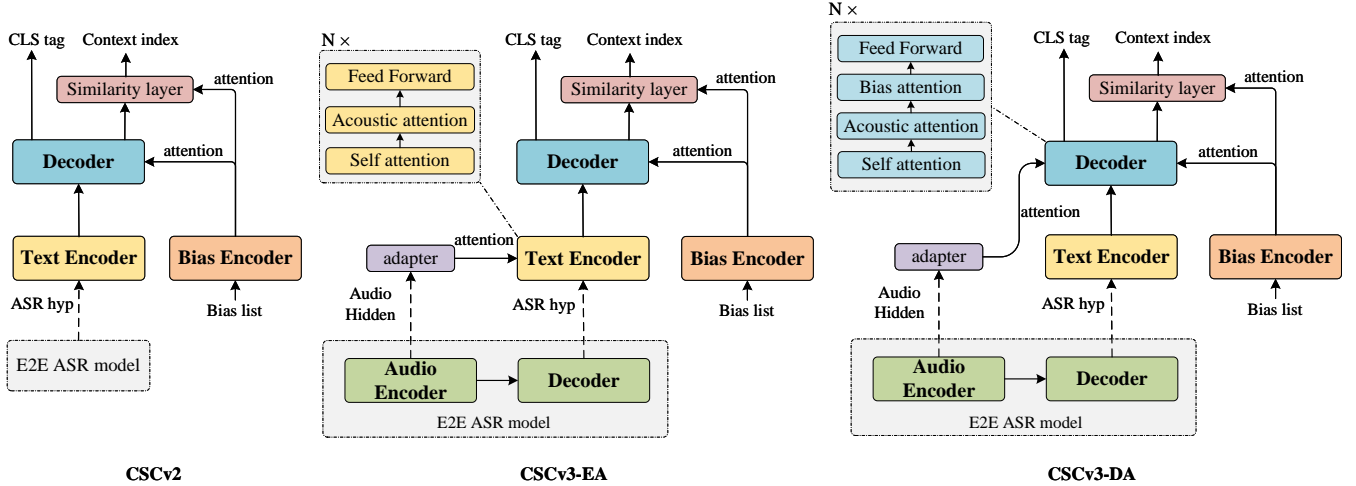 CLS tag
Context index
Similarity layer
attention
Decoder
attention
Text Encoder
Bias Encoder
ASR hyp
Bias list
E2E ASR model
CSCv2
N ×
Feed Forward
Acoustic attention
Self attention
CLS tag
Context index
Similarity layer
attention
Decoder
attention
attention
adapter
Text Encoder
Bias Encoder
Audio
Hidden
ASR hyp
Bias list
Audio
Encoder
Decoder
E2E ASR model
CSCv3-EA
N ×
Feed Forward
Bias attention
Acoustic attention
Self attention
CLS tag
Context index
Similarity layer
attention
Decoder
attention
attention
adapter
Text Encoder
Bias Encoder
Audio
Hidden
ASR hyp
Bias list
Audio
Encoder
Decoder
E2E ASR model
CSCv3-DA